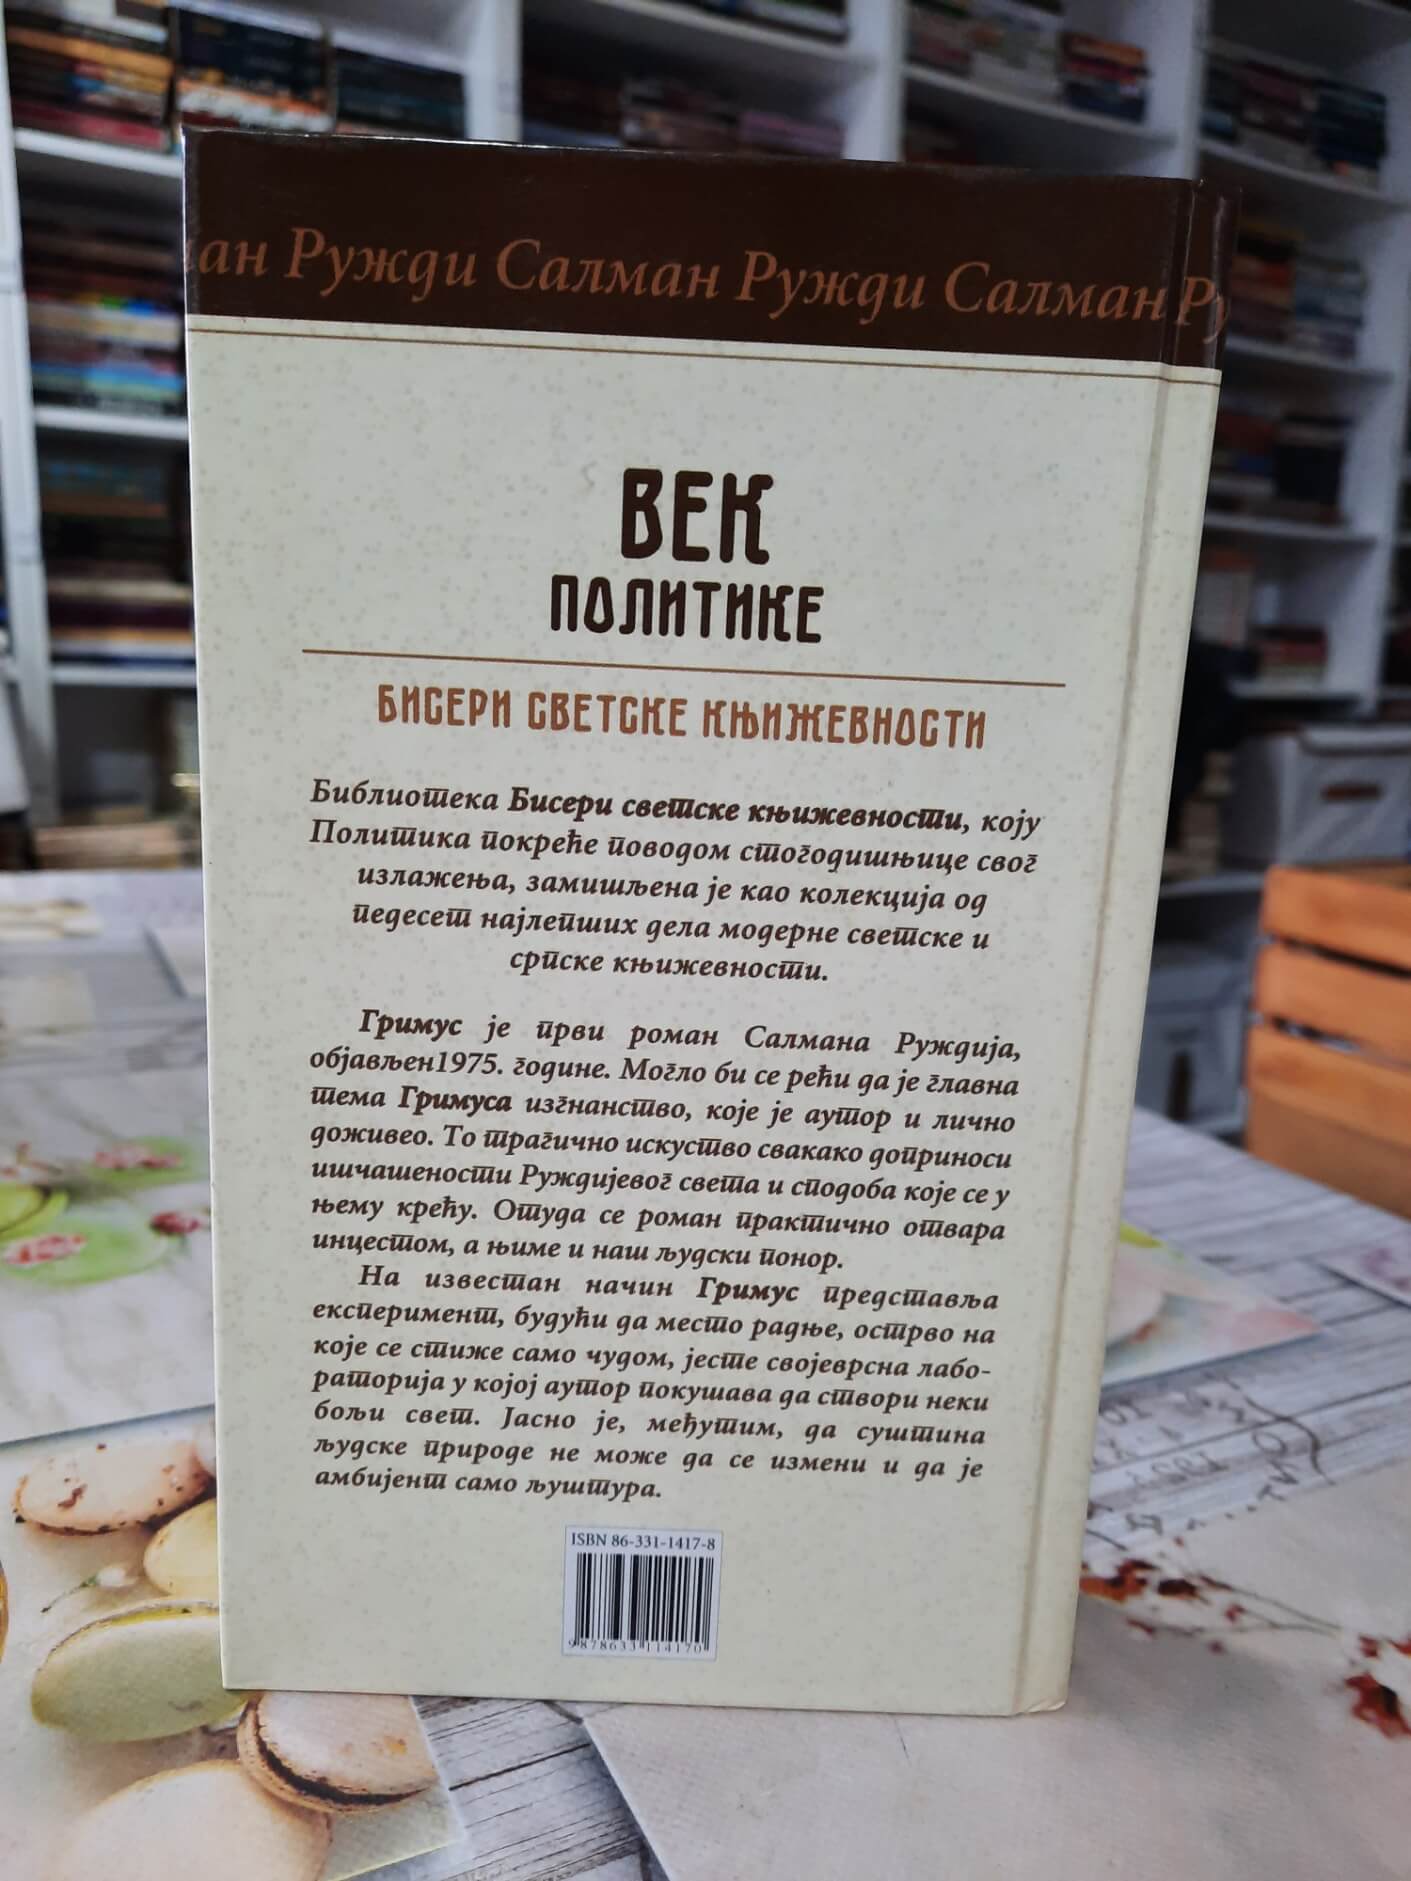 ан Ружди Салман Ружди Салман Ру
ВЕК
ПОЛИТИКЕ
БИСЕРИ СВЕТСКЕ КЊИЖЕВНОСТИ
Библиотека Бисери светске књижевности, коју
Политика покреће поводом стогодишњице свог
излажења, замишљена је као колекција од
педесет најлепших дела модерне светске и
српске књижевности.
Гримус је први роман Салмана Руждија,
објављен1975. године. Могло би се рећи да је главна
тема Гримуса изгнанство, које је аутор и лично
доживео. То трагично искуство свакако доприноси
ишчашености Руждијевог света и сподоба које се у
њему крећу. Отуда се роман практично отвара
инцестом, а њиме и наш људски понор.
На известан начин Гримус представља
експеримент, будући да место радње, острво на
које се стиже само чудом, јесте својеврсна лабо-
раторија у којој аутор покушава да створи неки
бољи свет. Јасно је, међутим, да суштина
људске природе не може да се измени и да је
амбијент само љуштура.
ISBN 86-331-1417-8
9 788633 114170